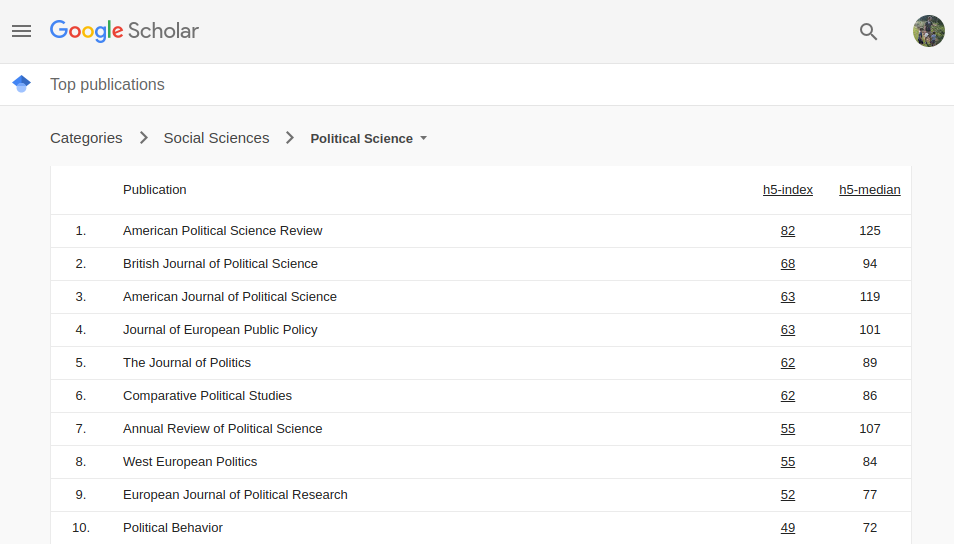 Google Scholar
Top publications
Categories Social Sciences Political Science
Publication h5-index h5-median
1. American Political Science Review 82 125
2. British Journal of Political Science 68 94
3. American Journal of Political Science 63 119
4. Journal of European Public Policy 63 101
5. The Journal of Politics 62 89
6. Comparative Political Studies 62 86
7. Annual Review of Political Science 55 107
8. West European Politics 55 84
9. European Journal of Political Research 52 77
10. Political Behavior 49 72